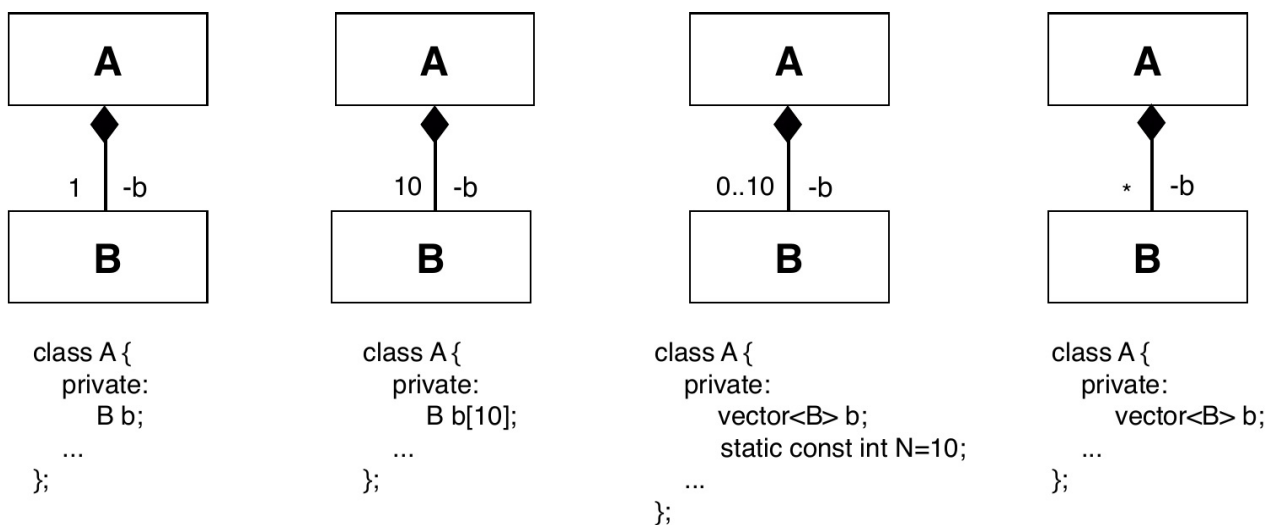 A
1 -b
B
class A {
private:
B b;
...
};
A
10 -b
B
class A {
private:
B b[10];
...
};
A
0..10 -b
B
class A {
private:
vector<B> b;
static const int N=10;
...
};
A
* -b
B
class A {
private:
vector<B> b;
...
};